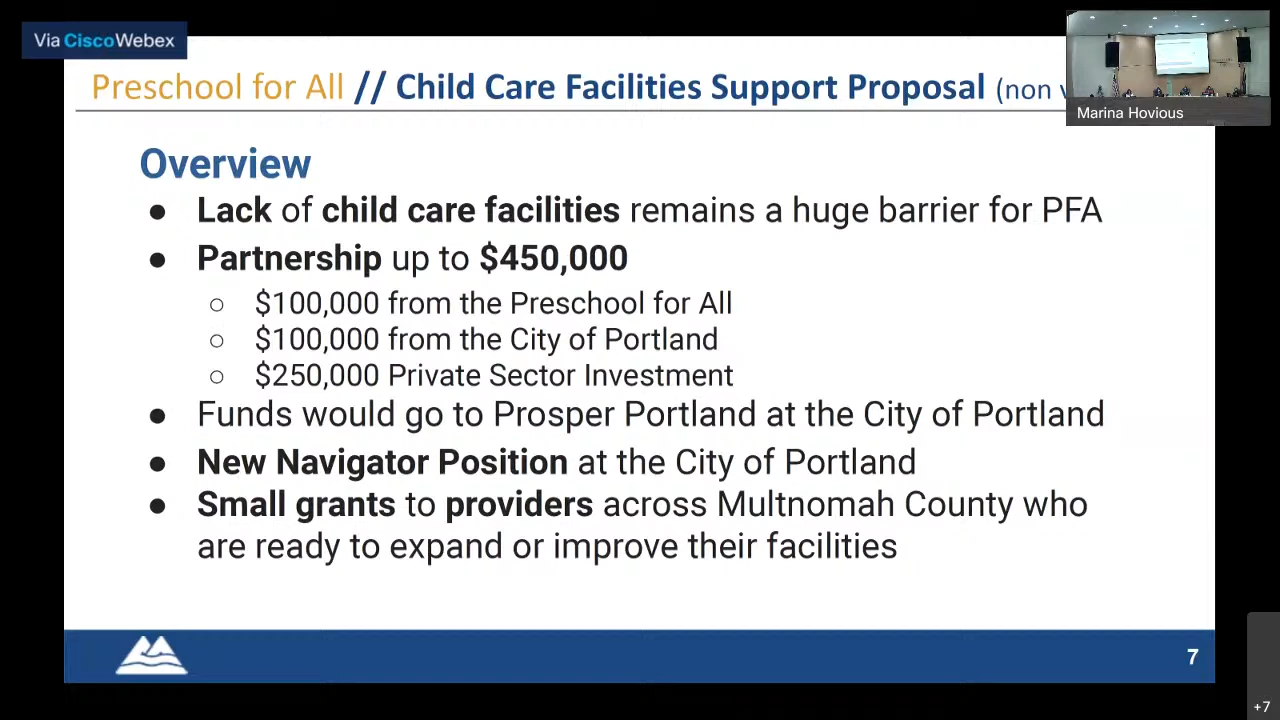 Via CiscoWebex
Preschool for All // Child Care Facilities Support Proposal (non
Marina Hovious
Overview
● Lack of child care facilities remains a huge barrier for PFA
● Partnership up to $450,000
○ $100,000 from the Preschool for All
○ $100,000 from the City of Portland
○ $250,000 Private Sector Investment
● Funds would go to Prosper Portland at the City of Portland
● New Navigator Position at the City of Portland
● Small grants to providers across Multnomah County who
are ready to expand or improve their facilities
7
+7